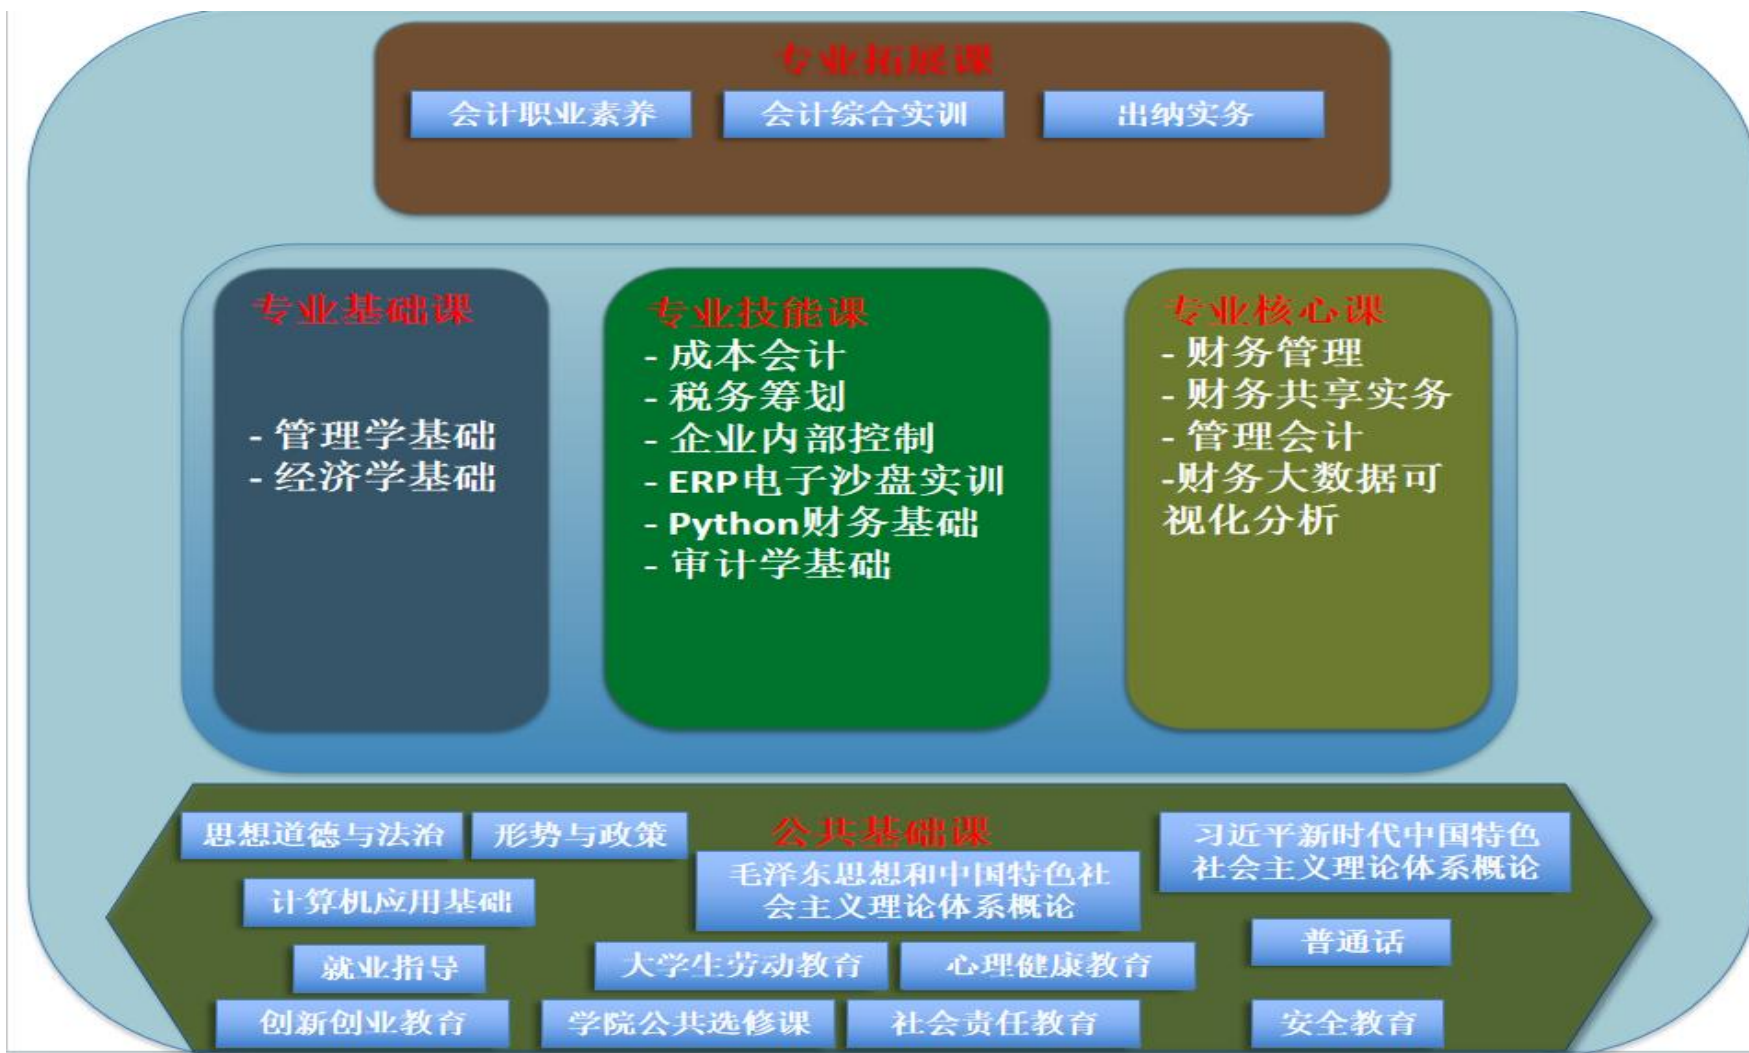 专业拓展课
会计职业素养
会计综合实训
出纳实务
专业基础课
- 管理学基础
- 经济学基础
专业技能课
- 成本会计
- 税务筹划
- 企业内部控制
- ERP电子沙盘实训
- Python财务基础
- 审计学基础
专业核心课
- 财务管理
- 财务共享实务
- 管理会计
-财务大数据可
视化分析
公共基础课
思想道德与法治
形势与政策
毛泽东思想和中国特色社
会主义理论体系概论
习近平新时代中国特色
社会主义理论体系概论
计算机应用基础
普通话
就业指导
大学生劳动教育
心理健康教育
创新创业教育
学院公共选修课
社会责任教育
安全教育